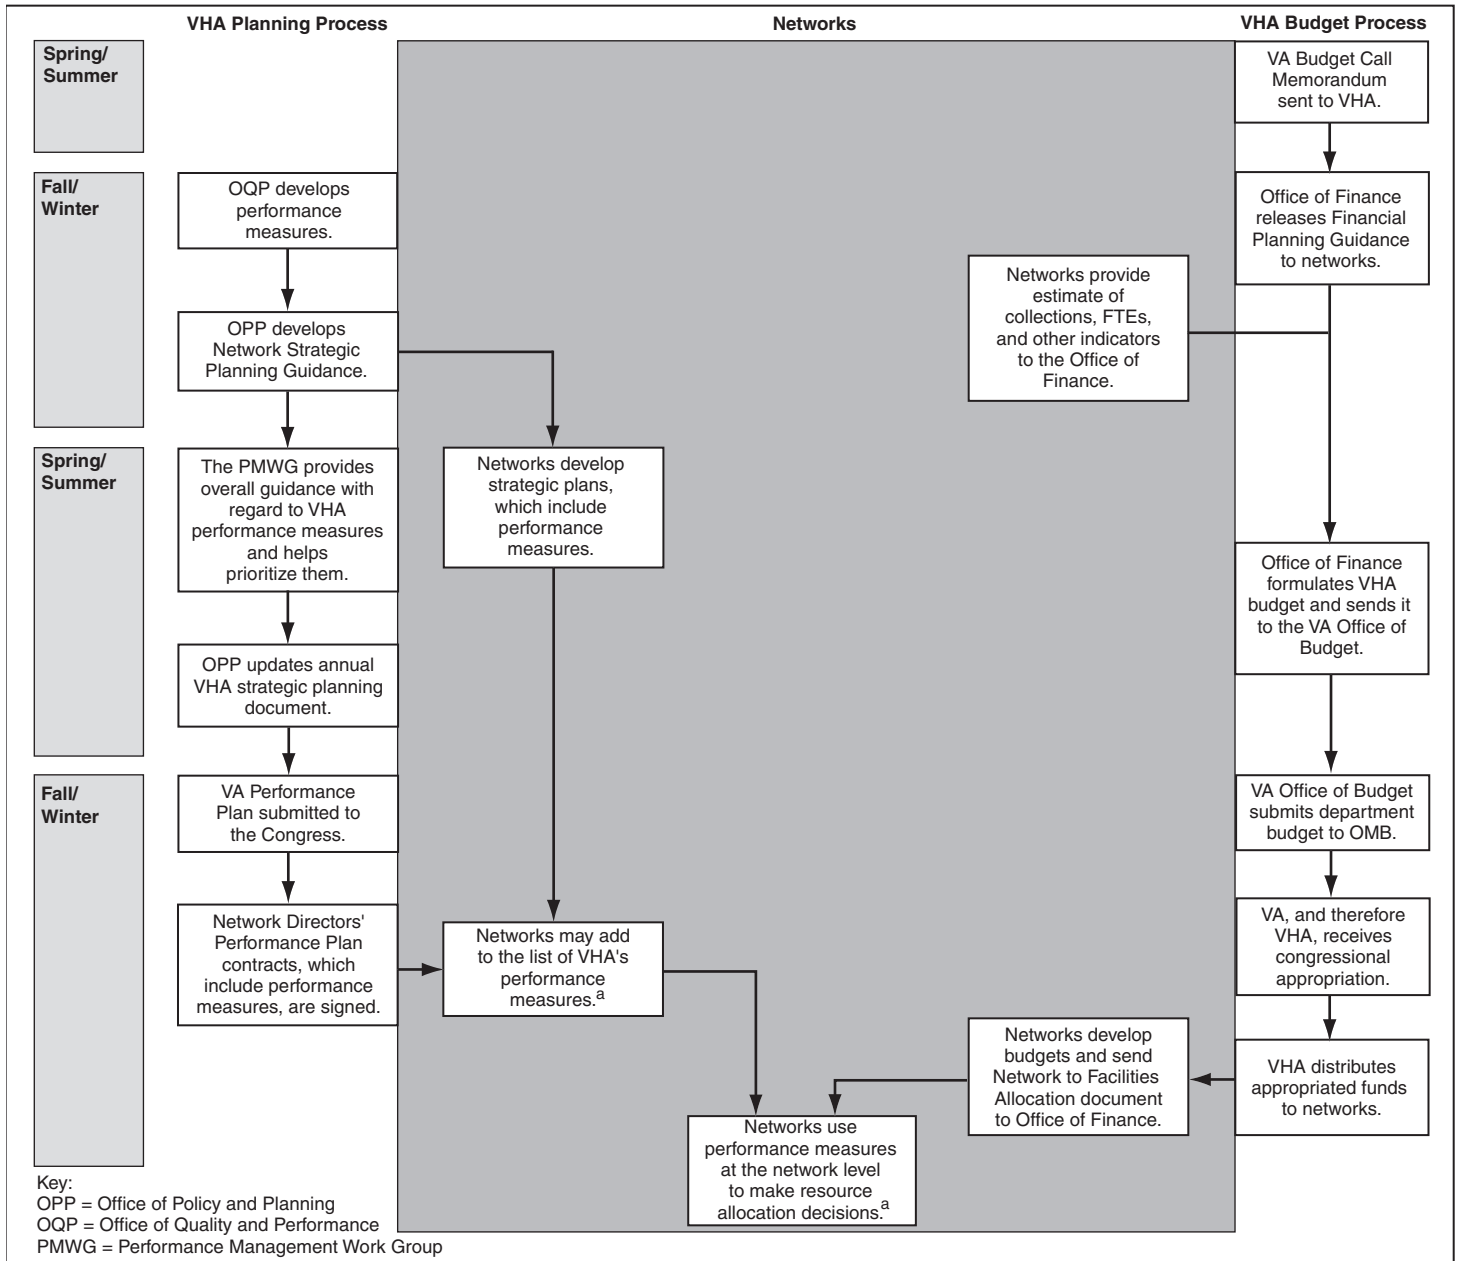 VHA Planning Process
Networks
VHA Budget Process
Spring/
Summer
VA Budget Call
Memorandum
sent to VHA.
Fall/
Winter
OQP develops
performance
measures.
Office of Finance
releases Financial
Planning Guidance
to networks.
Networks provide
estimate of
collections, FTEs,
and other indicators
to the Office of
Finance.
OPP develops
Network Strategic
Planning Guidance.
Spring/
Summer
The PMWG provides
overall guidance with
regard to VHA
performance measures
and helps
prioritize them.
Networks develop
strategic plans,
which include
performance
measures.
Office of Finance
formulates VHA
budget and sends it
to the VA Office of
Budget.
OPP updates annual
VHA strategic planning
document.
Fall/
Winter
VA Performance
Plan submitted to
the Congress.
VA Office of Budget
submits department
budget to OMB.
Network Directors'
Performance Plan
contracts, which
include performance
measures, are signed.
Networks may add
to the list of VHA's
performance
measures.a
VA, and therefore
VHA, receives
congressional
appropriation.
Networks develop
budgets and send
Network to Facilities
Allocation document
to Office of Finance.
VHA distributes
appropriated funds
to networks.
Networks use
performance measures
at the network level
to make resource
allocation decisions.a
Key:
OPP = Office of Policy and Planning
OQP = Office of Quality and Performance
PMWG = Performance Management Work Group